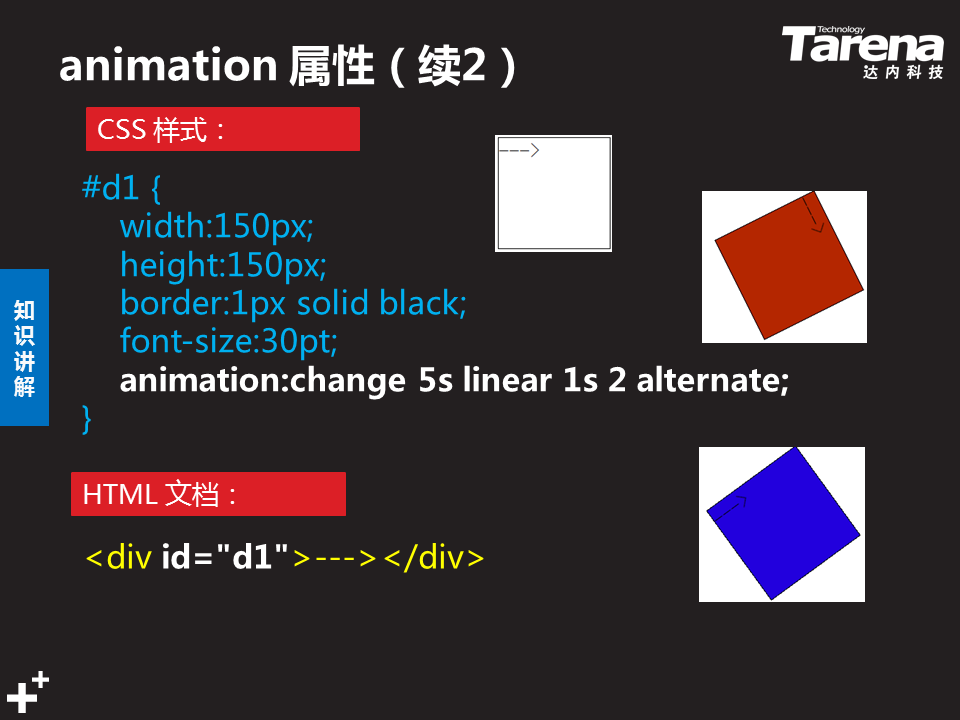 animation 属性（续2）
Technology
Tarena
达内科技
CSS 样式：
--->
#d1 {
width:150px;
height:150px;
border:1px solid black;
font-size:30pt;
animation:change 5s linear 1s 2 alternate;
}
--->
知识讲解
HTML 文档：
<div id="d1">---></div>
--->